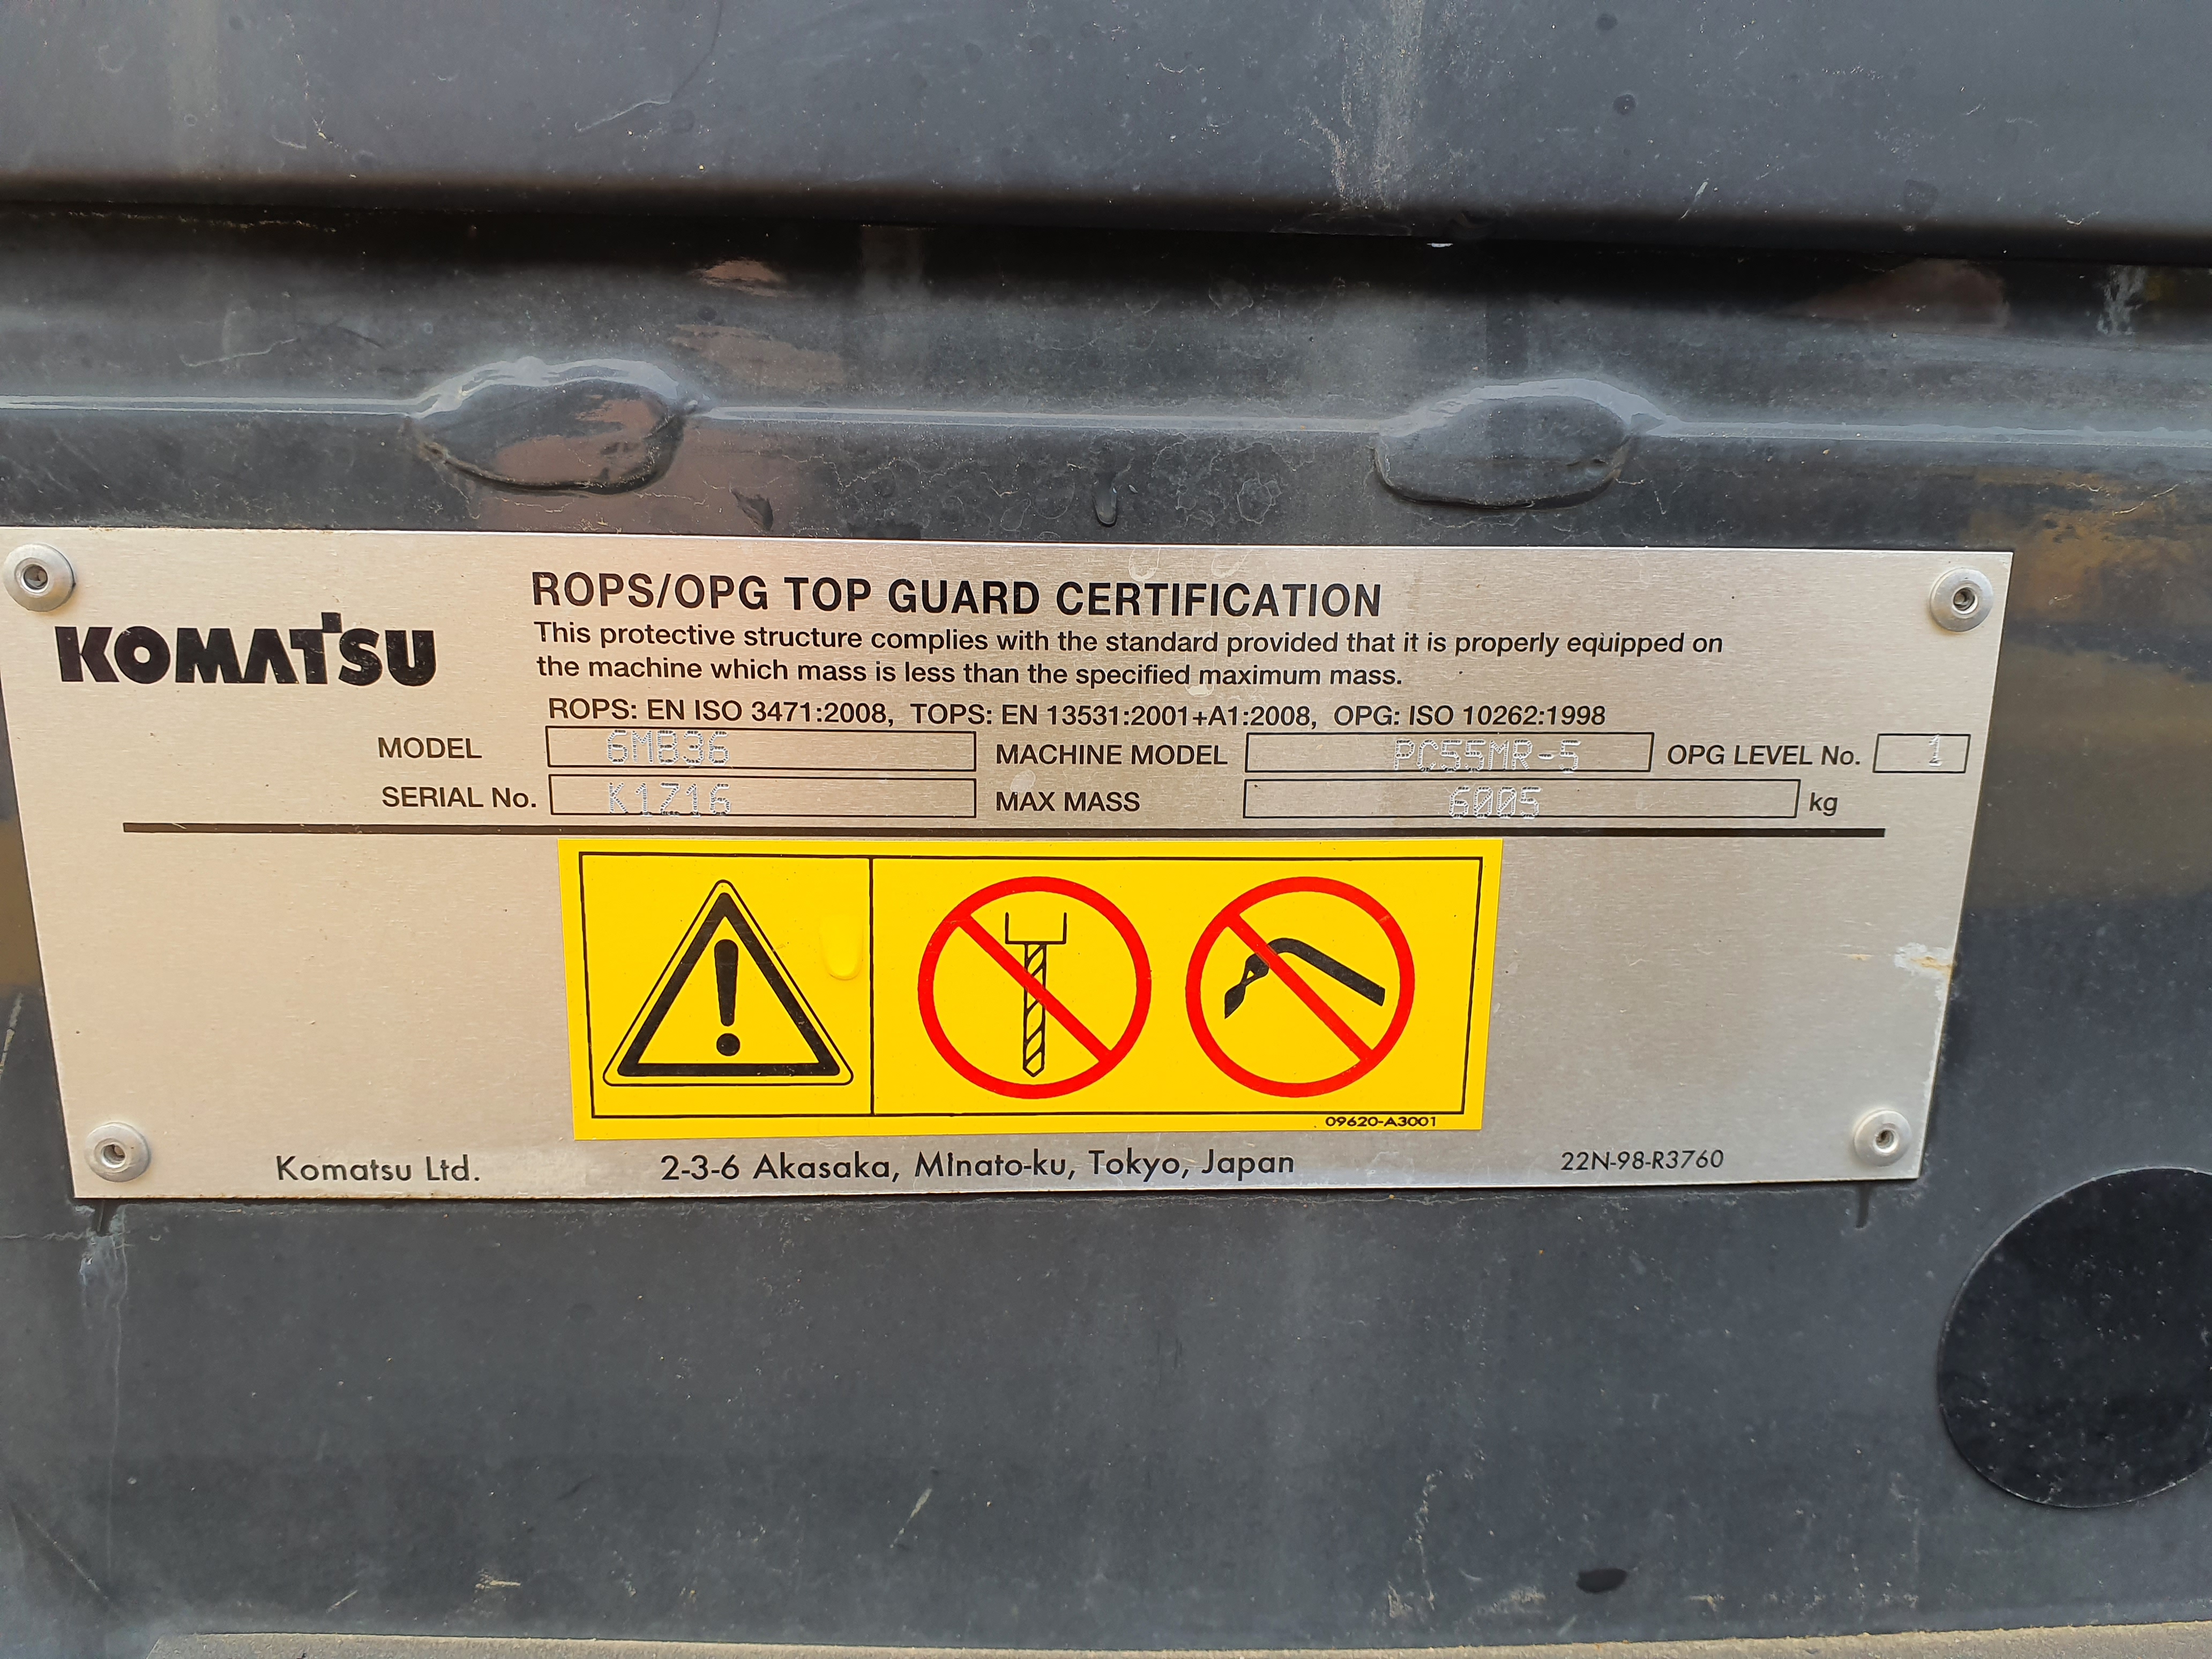 KOMATSU
ROPS/OPG TOP GUARD CERTIFICATION
This protective structure complies with the standard provided that it is properly equipped on
the machine which mass is less than the specified maximum mass.
ROPS: EN ISO 3471:2008, TOPS: EN 13531:2001+A1:2008, OPG: ISO 10262:1998
MODEL 6MB36 MACHINE MODEL PC55MR-5 OPG LEVEL No. 1
SERIAL No. K1Z16 MAX MASS 6005 kg
09620-A3001
Komatsu Ltd. 2-3-6 Akasaka, Minato-ku, Tokyo, Japan 22N-98-R3760